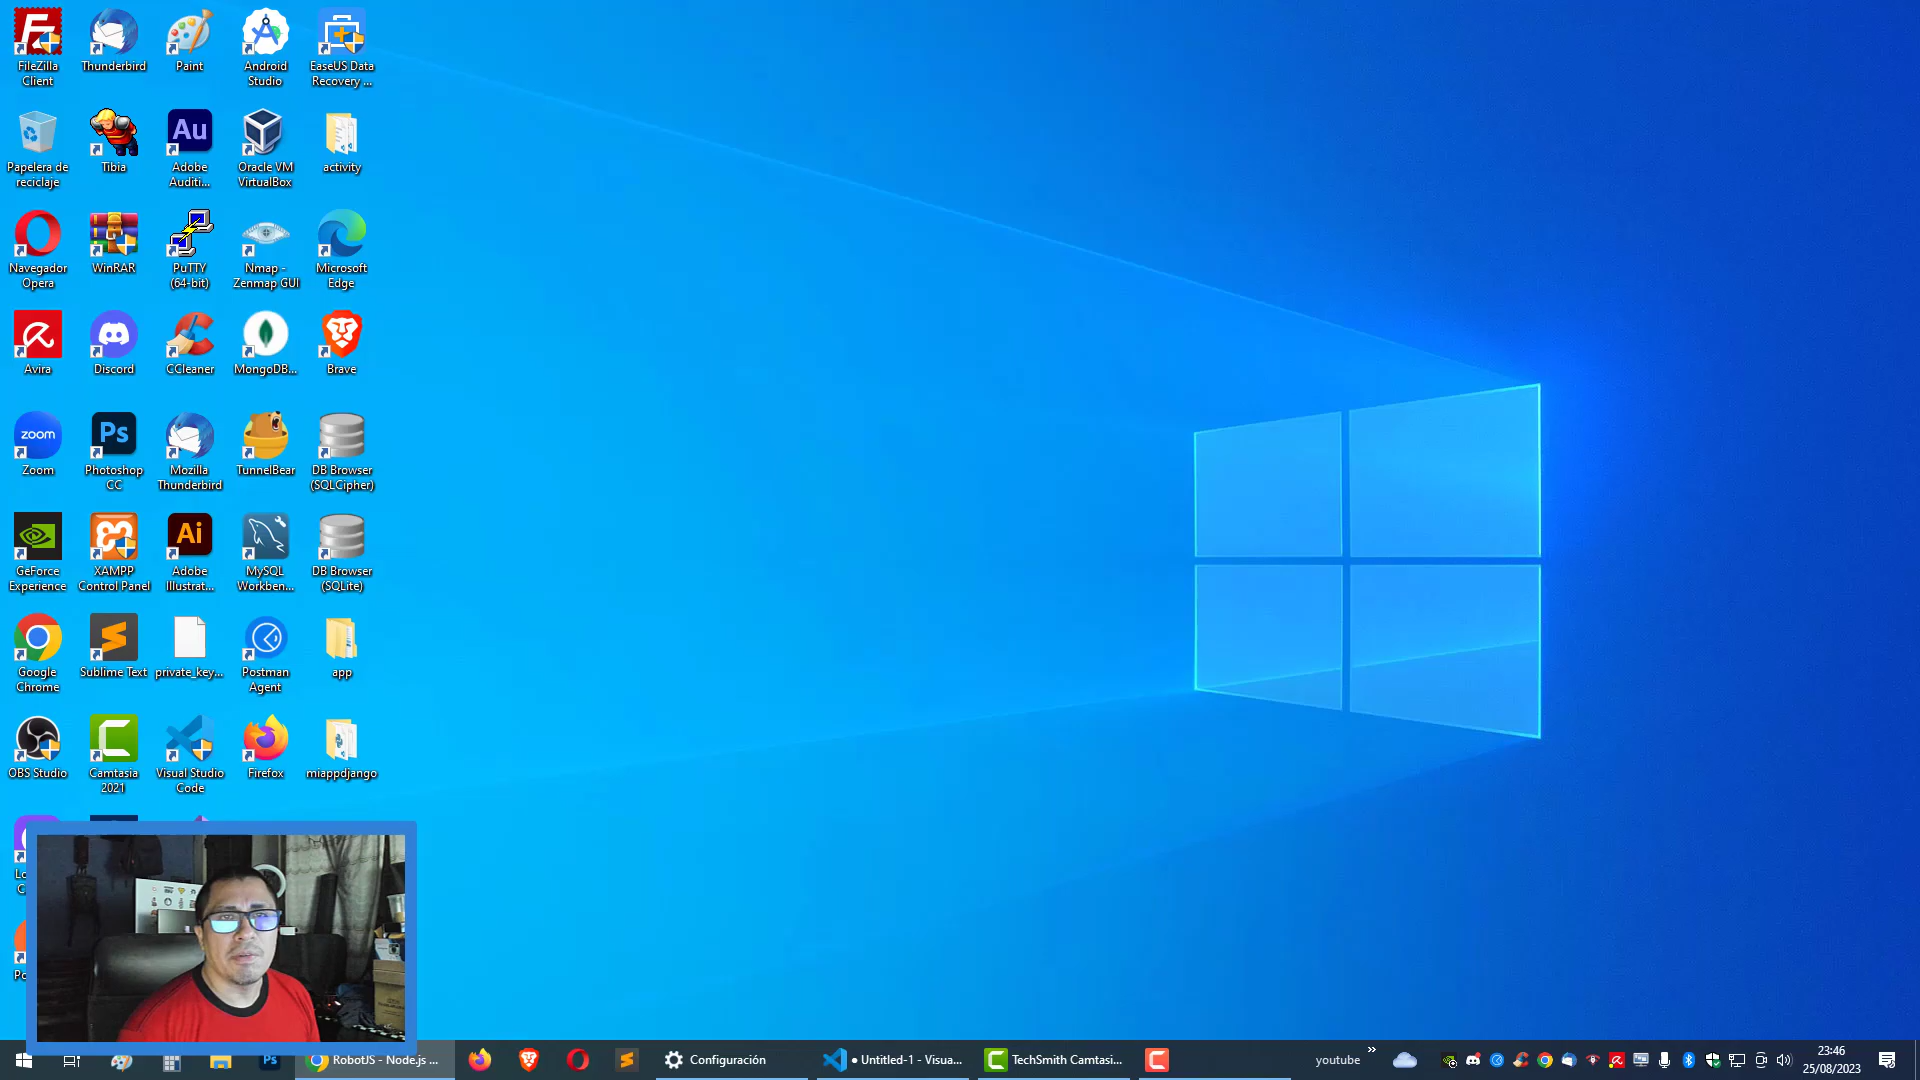 FileZilla
Client
Thunderbird
Paint
Android
Studio
EaseUS Data
Recovery ...
Papelera de
reciclaje
Tibia
Au
Adobe
Auditi...
Oracle VM
VirtualBox
activity
Navegador
Opera
WinRAR
PuTTY
(64-bit)
Nmap -
Zenmap GUI
Microsoft
Edge
Avira
Discord
CCleaner
MongoDB...
Brave
zoom
Zoom
Ps
Photoshop
CC
Mozilla
Thunderbird
TunnelBear
DB Browser
(SQLCipher)
GeForce
Experience
XAMPP
Control Panel
Ai
Adobe
Illustrat...
MySQL
Workben...
DB Browser
(SQLite)
Google
Chrome
Sublime Text
private_key...
Postman
Agent
app
OBS Studio
Camtasia
2021
Visual Studio
Code
Firefox
miappdjango
Ps
RobotJS - Node.js ...
Configuración
● Untitled-1 - Visua...
TechSmith Camtasi...
youtube
23:46
25/08/2023